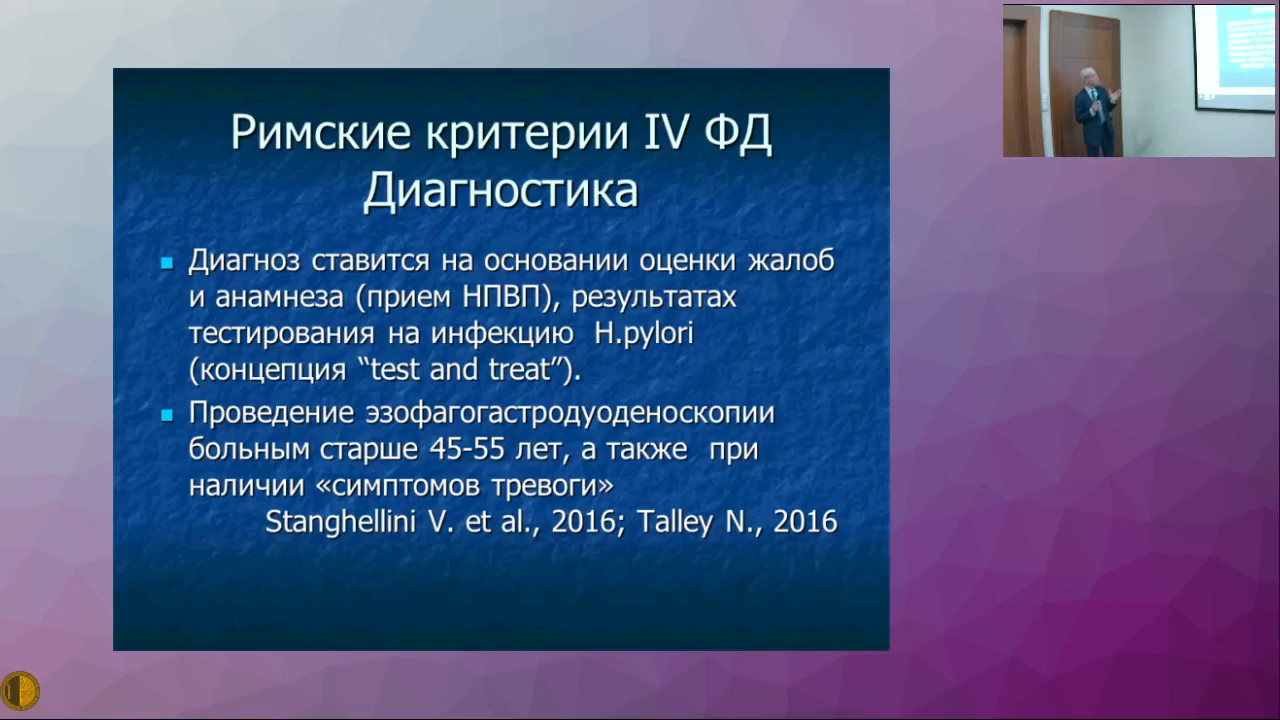 Римские критерии IV ФД
Диагностика
Диагноз ставится на основании оценки жалоб
и анамнеза (прием НПВП), результатах
тестирования на инфекцию H.pylori
(концепция “test and treat”).
Проведение эзофагогастродуоденоскопии
больным старше 45-55 лет, а также при
наличии «симптомов тревоги»
Stanghellini V. et al., 2016; Talley N., 2016